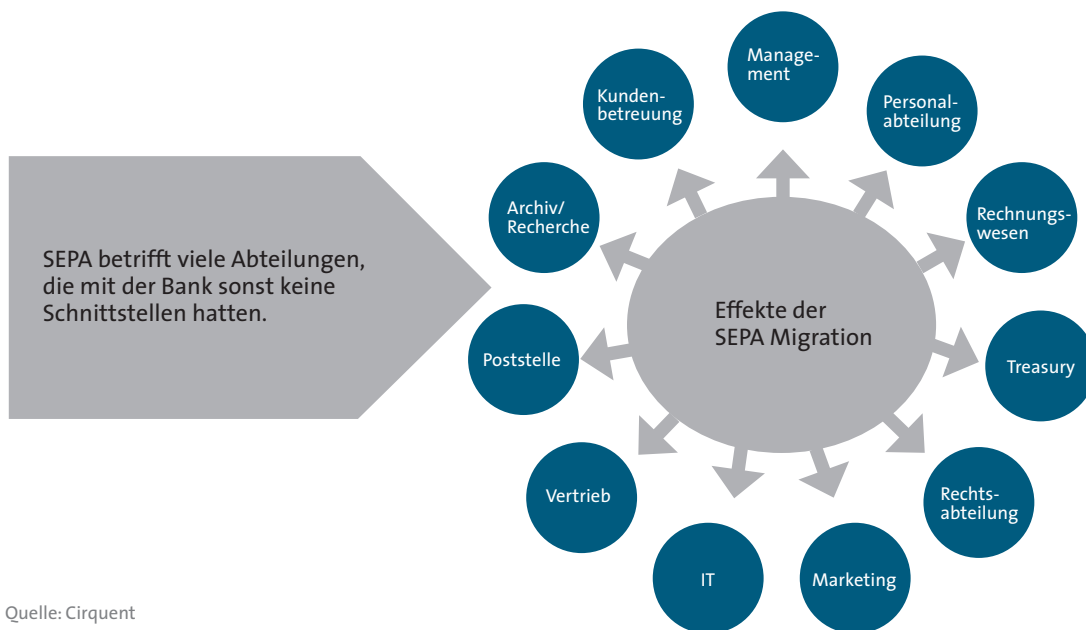 SEPA betrifft viele Abteilungen,
die mit der Bank sonst keine
Schnittstellen hatten.
Effekte der
SEPA Migration
Manage-
ment
Personal-
abteilung
Rechnungs-
wesen
Treasury
Rechts-
abteilung
Marketing
IT
Vertrieb
Poststelle
Archiv/
Recherche
Kunden-
betreuung
Quelle: Cirquent